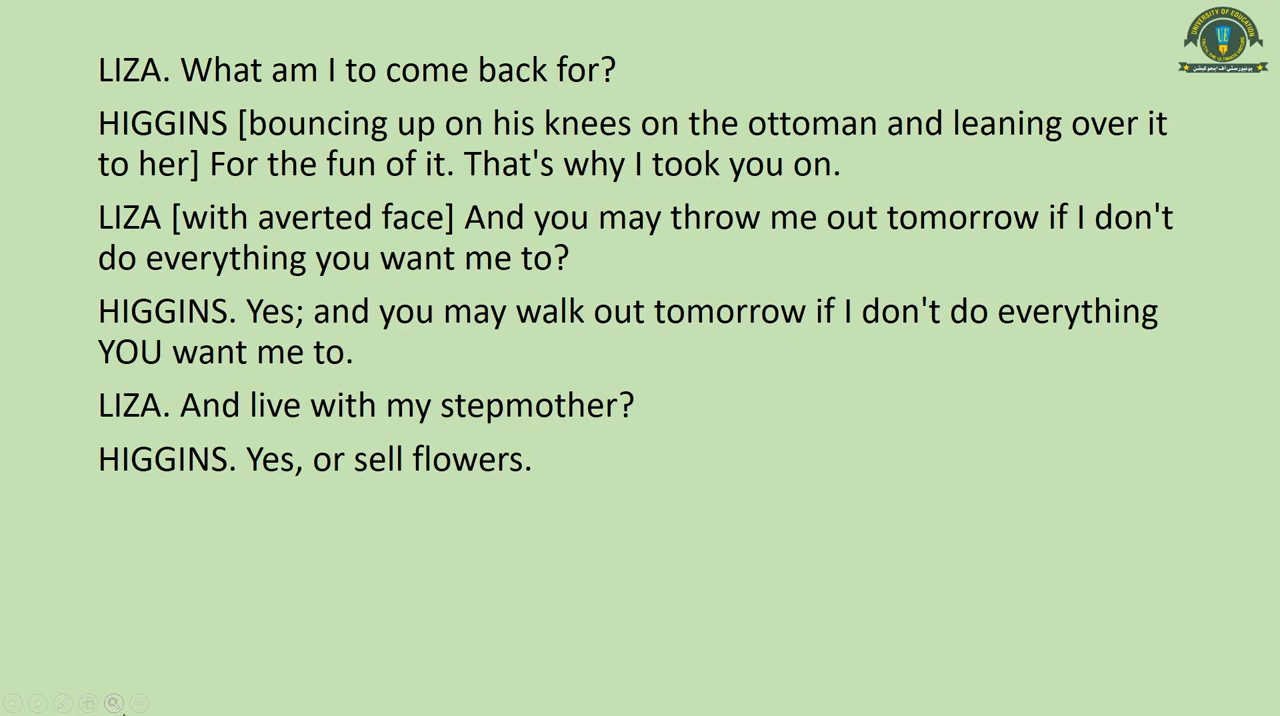 UNIVERSITY OF EDUCATION
UE
LIZA. What am I to come back for?
HIGGINS [bouncing up on his knees on the ottoman and leaning over it
to her] For the fun of it. That's why I took you on.
LIZA [with averted face] And you may throw me out tomorrow if I don't
do everything you want me to?
HIGGINS. Yes; and you may walk out tomorrow if I don't do everything
YOU want me to.
LIZA. And live with my stepmother?
HIGGINS. Yes, or sell flowers.